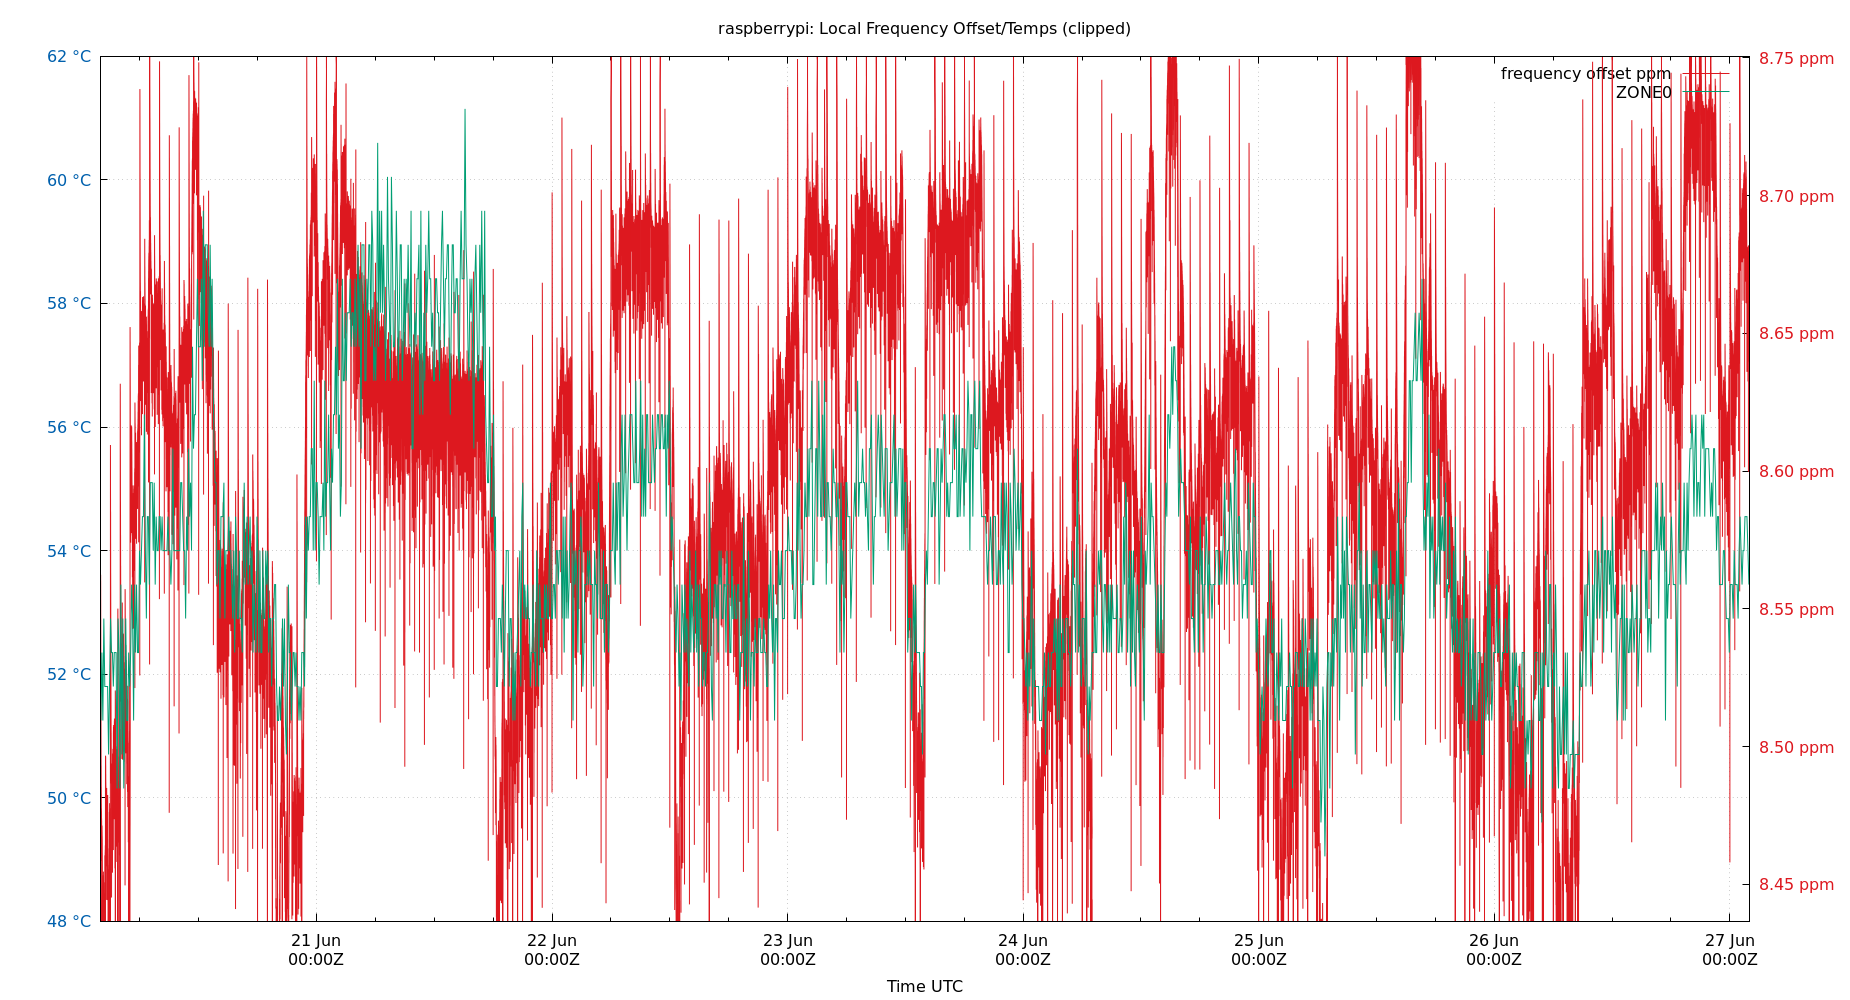 raspberrypi: Local Frequency Offset/Temps (clipped)
62 °C
60 °C
58 °C
56 °C
54 °C
52 °C
50 °C
48 °C
8.75 ppm
8.70 ppm
8.65 ppm
8.60 ppm
8.55 ppm
8.50 ppm
8.45 ppm
frequency offset ppm
ZONE0
21 Jun
00:00Z
22 Jun
00:00Z
23 Jun
00:00Z
24 Jun
00:00Z
25 Jun
00:00Z
26 Jun
00:00Z
27 Jun
00:00Z
Time UTC